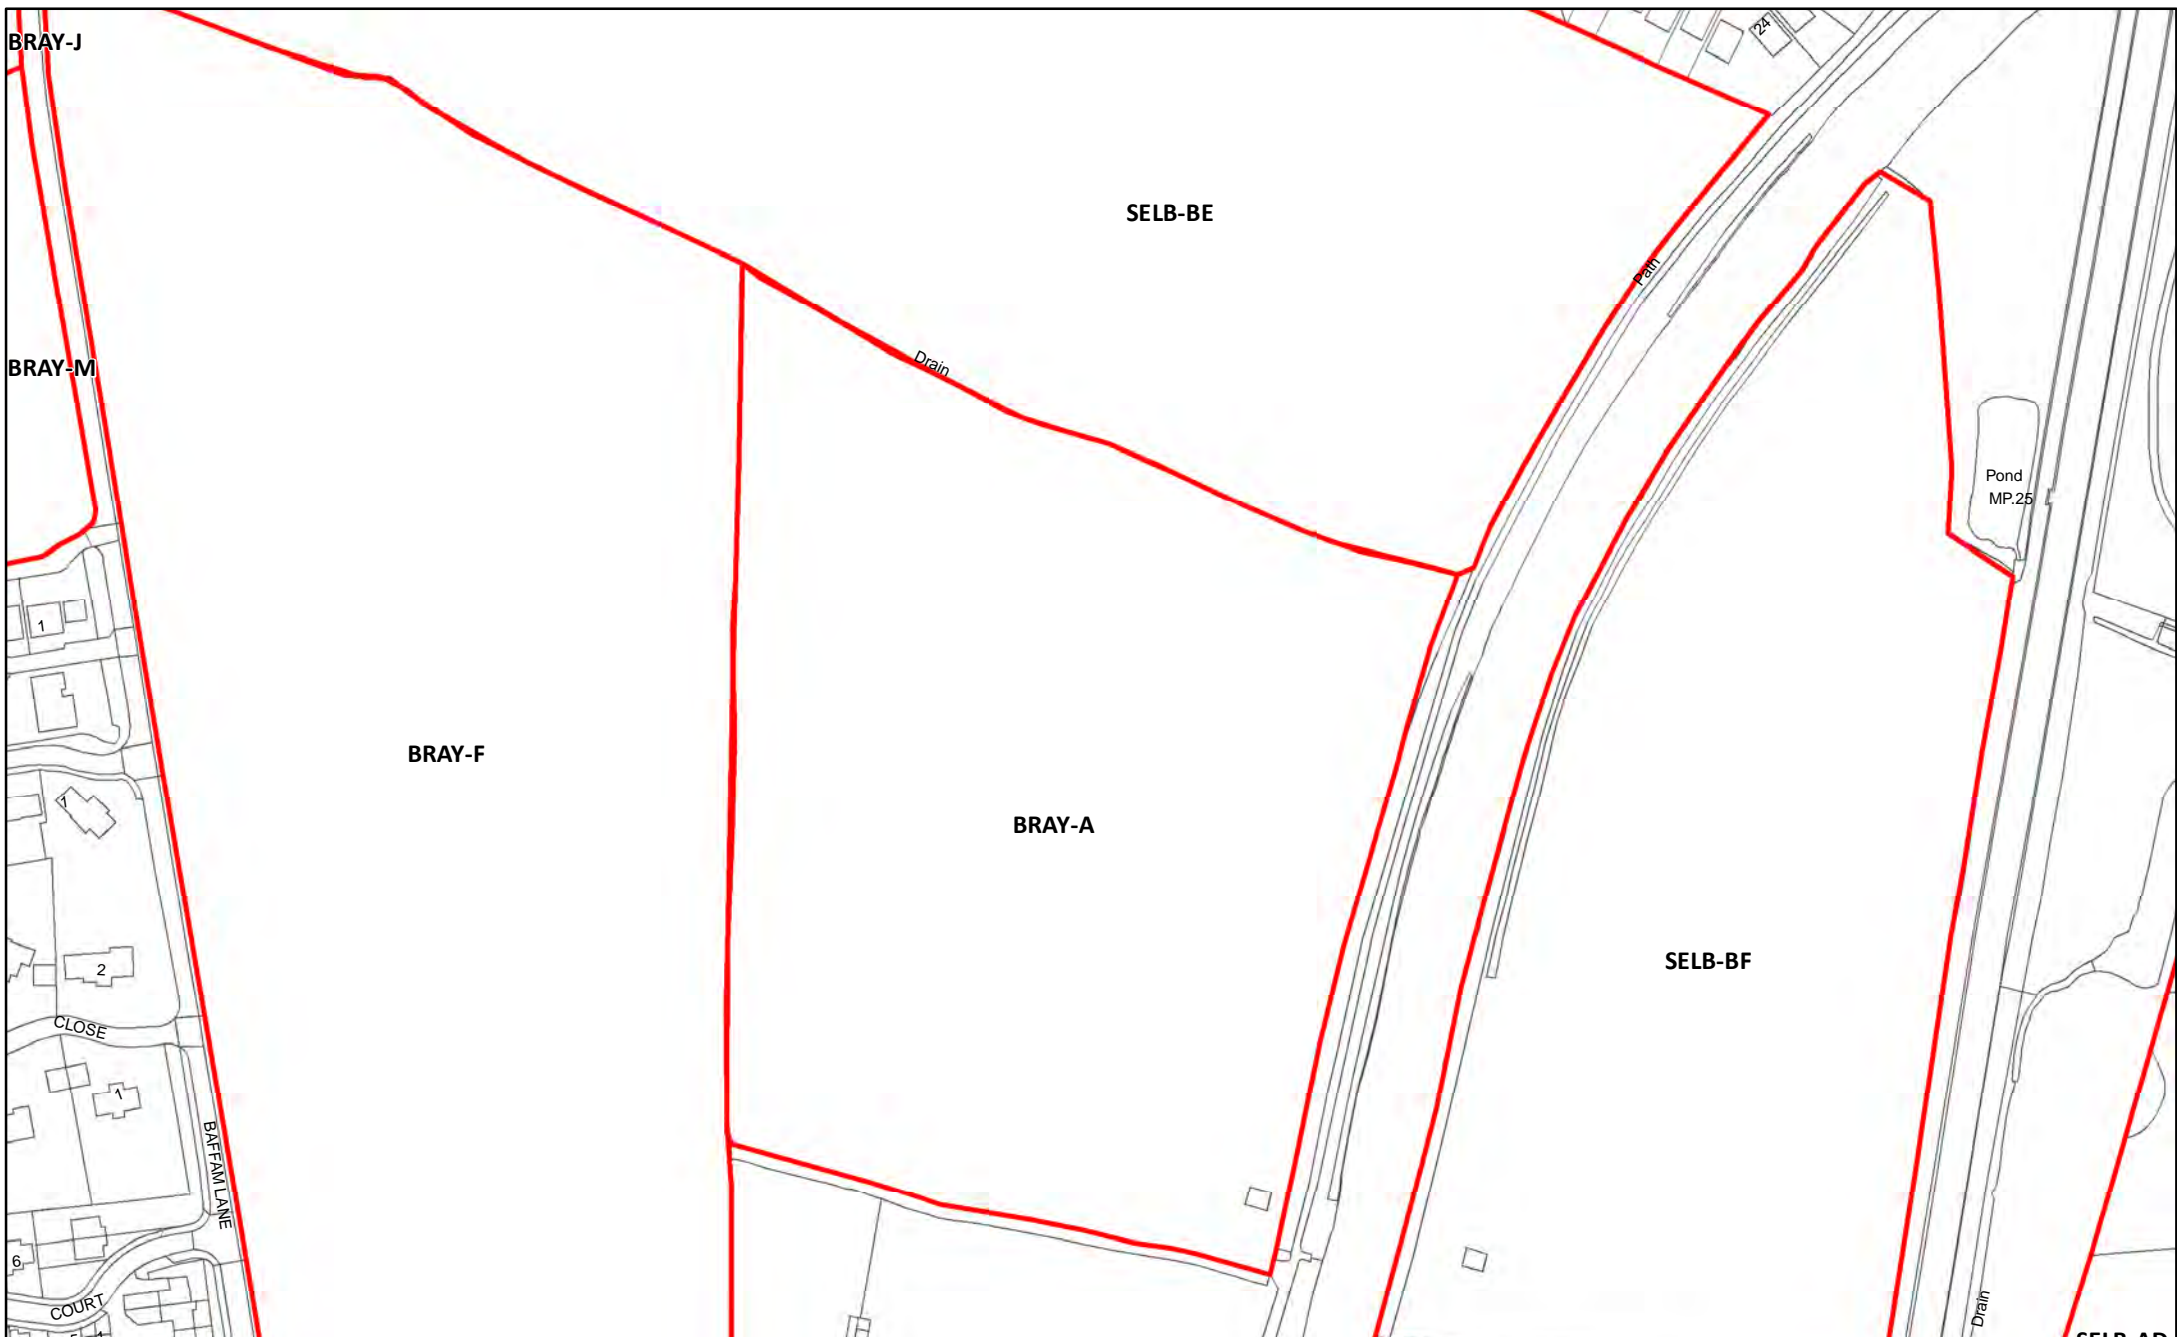 BRAY-J
24
SELB-BE
Path
BRAY-M
Drain
Pond
MP.25
1
BRAY-F
1
BRAY-A
2
SELB-BF
CLOSE
1
BAFFAM LANE
6
COURT
Drain